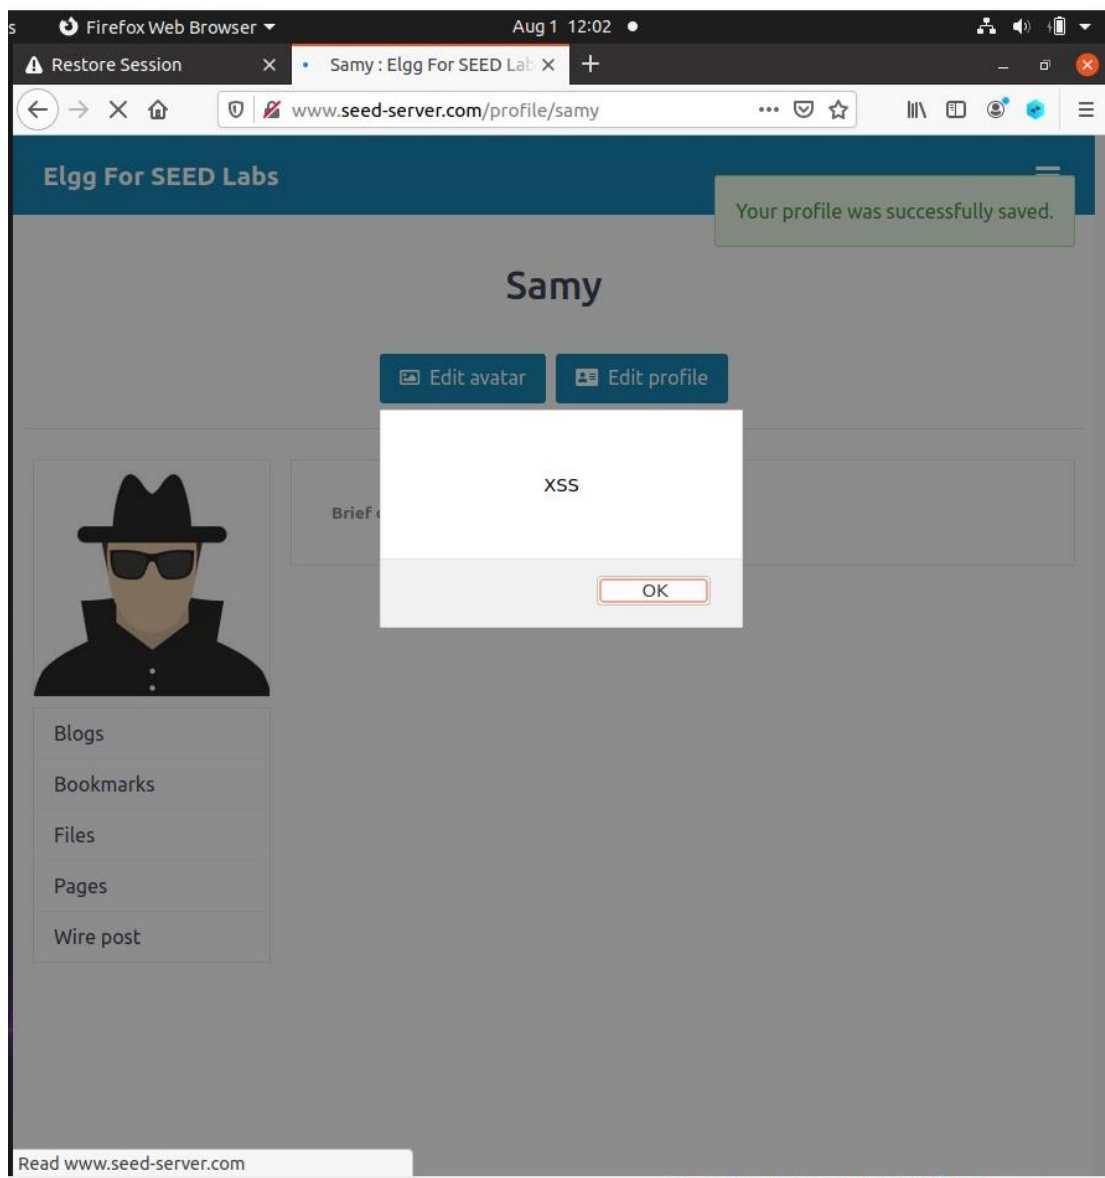 s Firefox Web Browser Aug 1 12:02
Restore Session Samy : Elgg For SEED Lab
www.seed-server.com/profile/samy
Elgg For SEED Labs
Your profile was successfully saved.
Samy
Edit avatar Edit profile
XSS
Brief
OK
Blogs
Bookmarks
Files
Pages
Wire post
Read www.seed-server.com